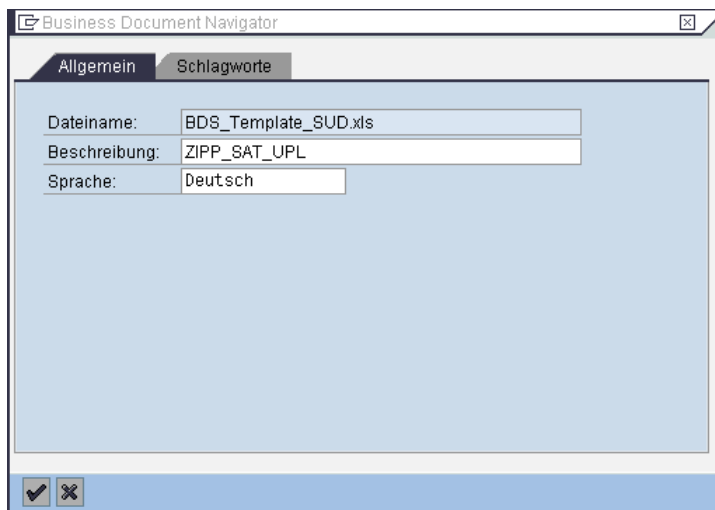 Business Document Navigator
Allgemein
Schlagworte
Dateiname: BDS_Template_SUD.xls
Beschreibung: ZIPP_SAT_UPL
Sprache: Deutsch